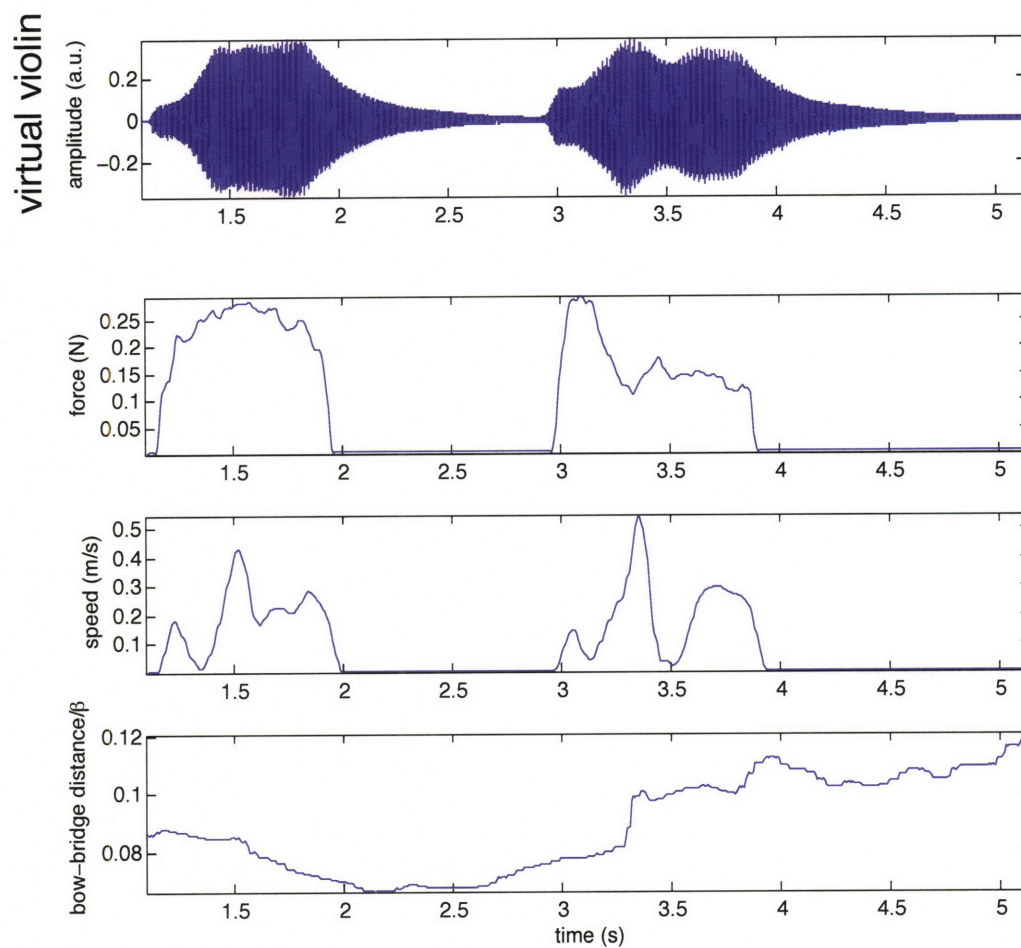 virtual violin
amplitude (a.u.)
0.2
0
−0.2
1.5 2 2.5 3 3.5 4 4.5 5
force (N)
0.25
0.2
0.15
0.1
0.05
1.5 2 2.5 3 3.5 4 4.5 5
speed (m/s)
0.5
0.4
0.3
0.2
0.1
1.5 2 2.5 3 3.5 4 4.5 5
bow−bridge distance/β
0.12
0.1
0.08
1.5 2 2.5 3 3.5 4 4.5 5
time (s)